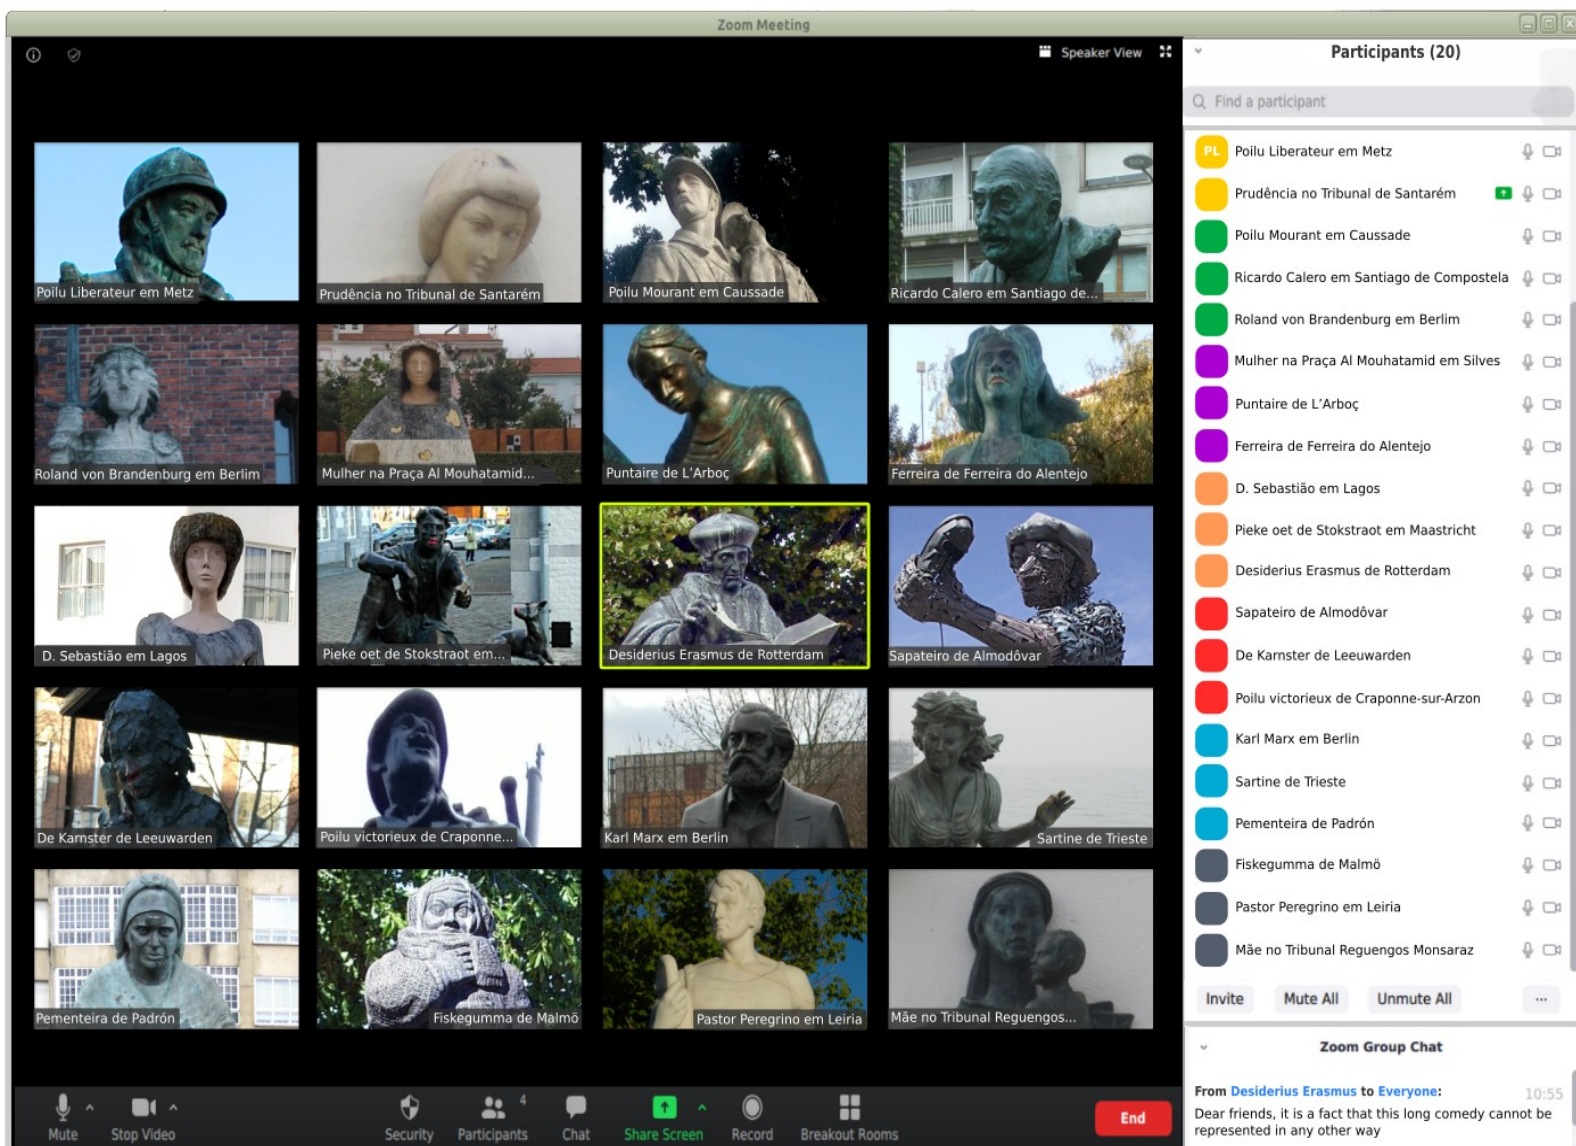 Zoom Meeting
Speaker View
Participants (20)
Find a participant
Poilu Liberateur em Metz
Prudência no Tribunal de Santarém
Poilu Mourant em Caussade
Ricardo Calero em Santiago de...
Roland von Brandenburg em Berlim
Mulher na Praça Al Mouhatamid...
Puntaire de L'Arboç
Ferreira de Ferreira do Alentejo
D. Sebastião em Lagos
Pieke oet de Stokstraot em...
Desiderius Erasmus de Rotterdam
Sapateiro de Almodôvar
De Karnster de Leeuwarden
Poilu victorieux de Craponne...
Karl Marx em Berlin
Sartine de Trieste
Pementeira de Padrón
Fiskegumma de Malmö
Pastor Peregrino em Leiria
Mãe no Tribunal Reguengos...
PL Poilu Liberateur em Metz
Prudência no Tribunal de Santarém
Poilu Mourant em Caussade
Ricardo Calero em Santiago de Compostela
Roland von Brandenburg em Berlim
Mulher na Praça Al Mouhatamid em Silves
Puntaire de L'Arboç
Ferreira de Ferreira do Alentejo
D. Sebastião em Lagos
Pieke oet de Stokstraot em Maastricht
Desiderius Erasmus de Rotterdam
Sapateiro de Almodôvar
De Karnster de Leeuwarden
Poilu victorieux de Craponne-sur-Arzon
Karl Marx em Berlin
Sartine de Trieste
Pementeira de Padrón
Fiskegumma de Malmö
Pastor Peregrino em Leiria
Mãe no Tribunal Reguengos Monsaraz
Invite Mute All Unmute All ...
Zoom Group Chat
From Desiderius Erasmus to Everyone: 10:55
Dear friends, it is a fact that this long comedy cannot be
represented in any other way
Mute Stop Video Security Participants 4 Chat Share Screen Record Breakout Rooms End